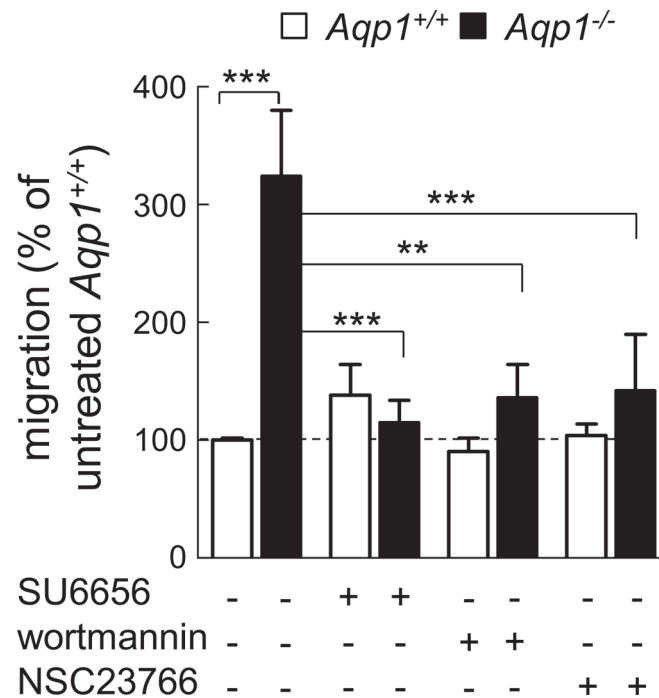 Aqp1+/+ Aqp1-/-
migration (% of
untreated Aqp1+/+)
400
300
200
100
0
***
***
**
***
SU6656 - - + + - - - -
wortmannin - - - - + + - -
NSC23766 - - - - - - + +